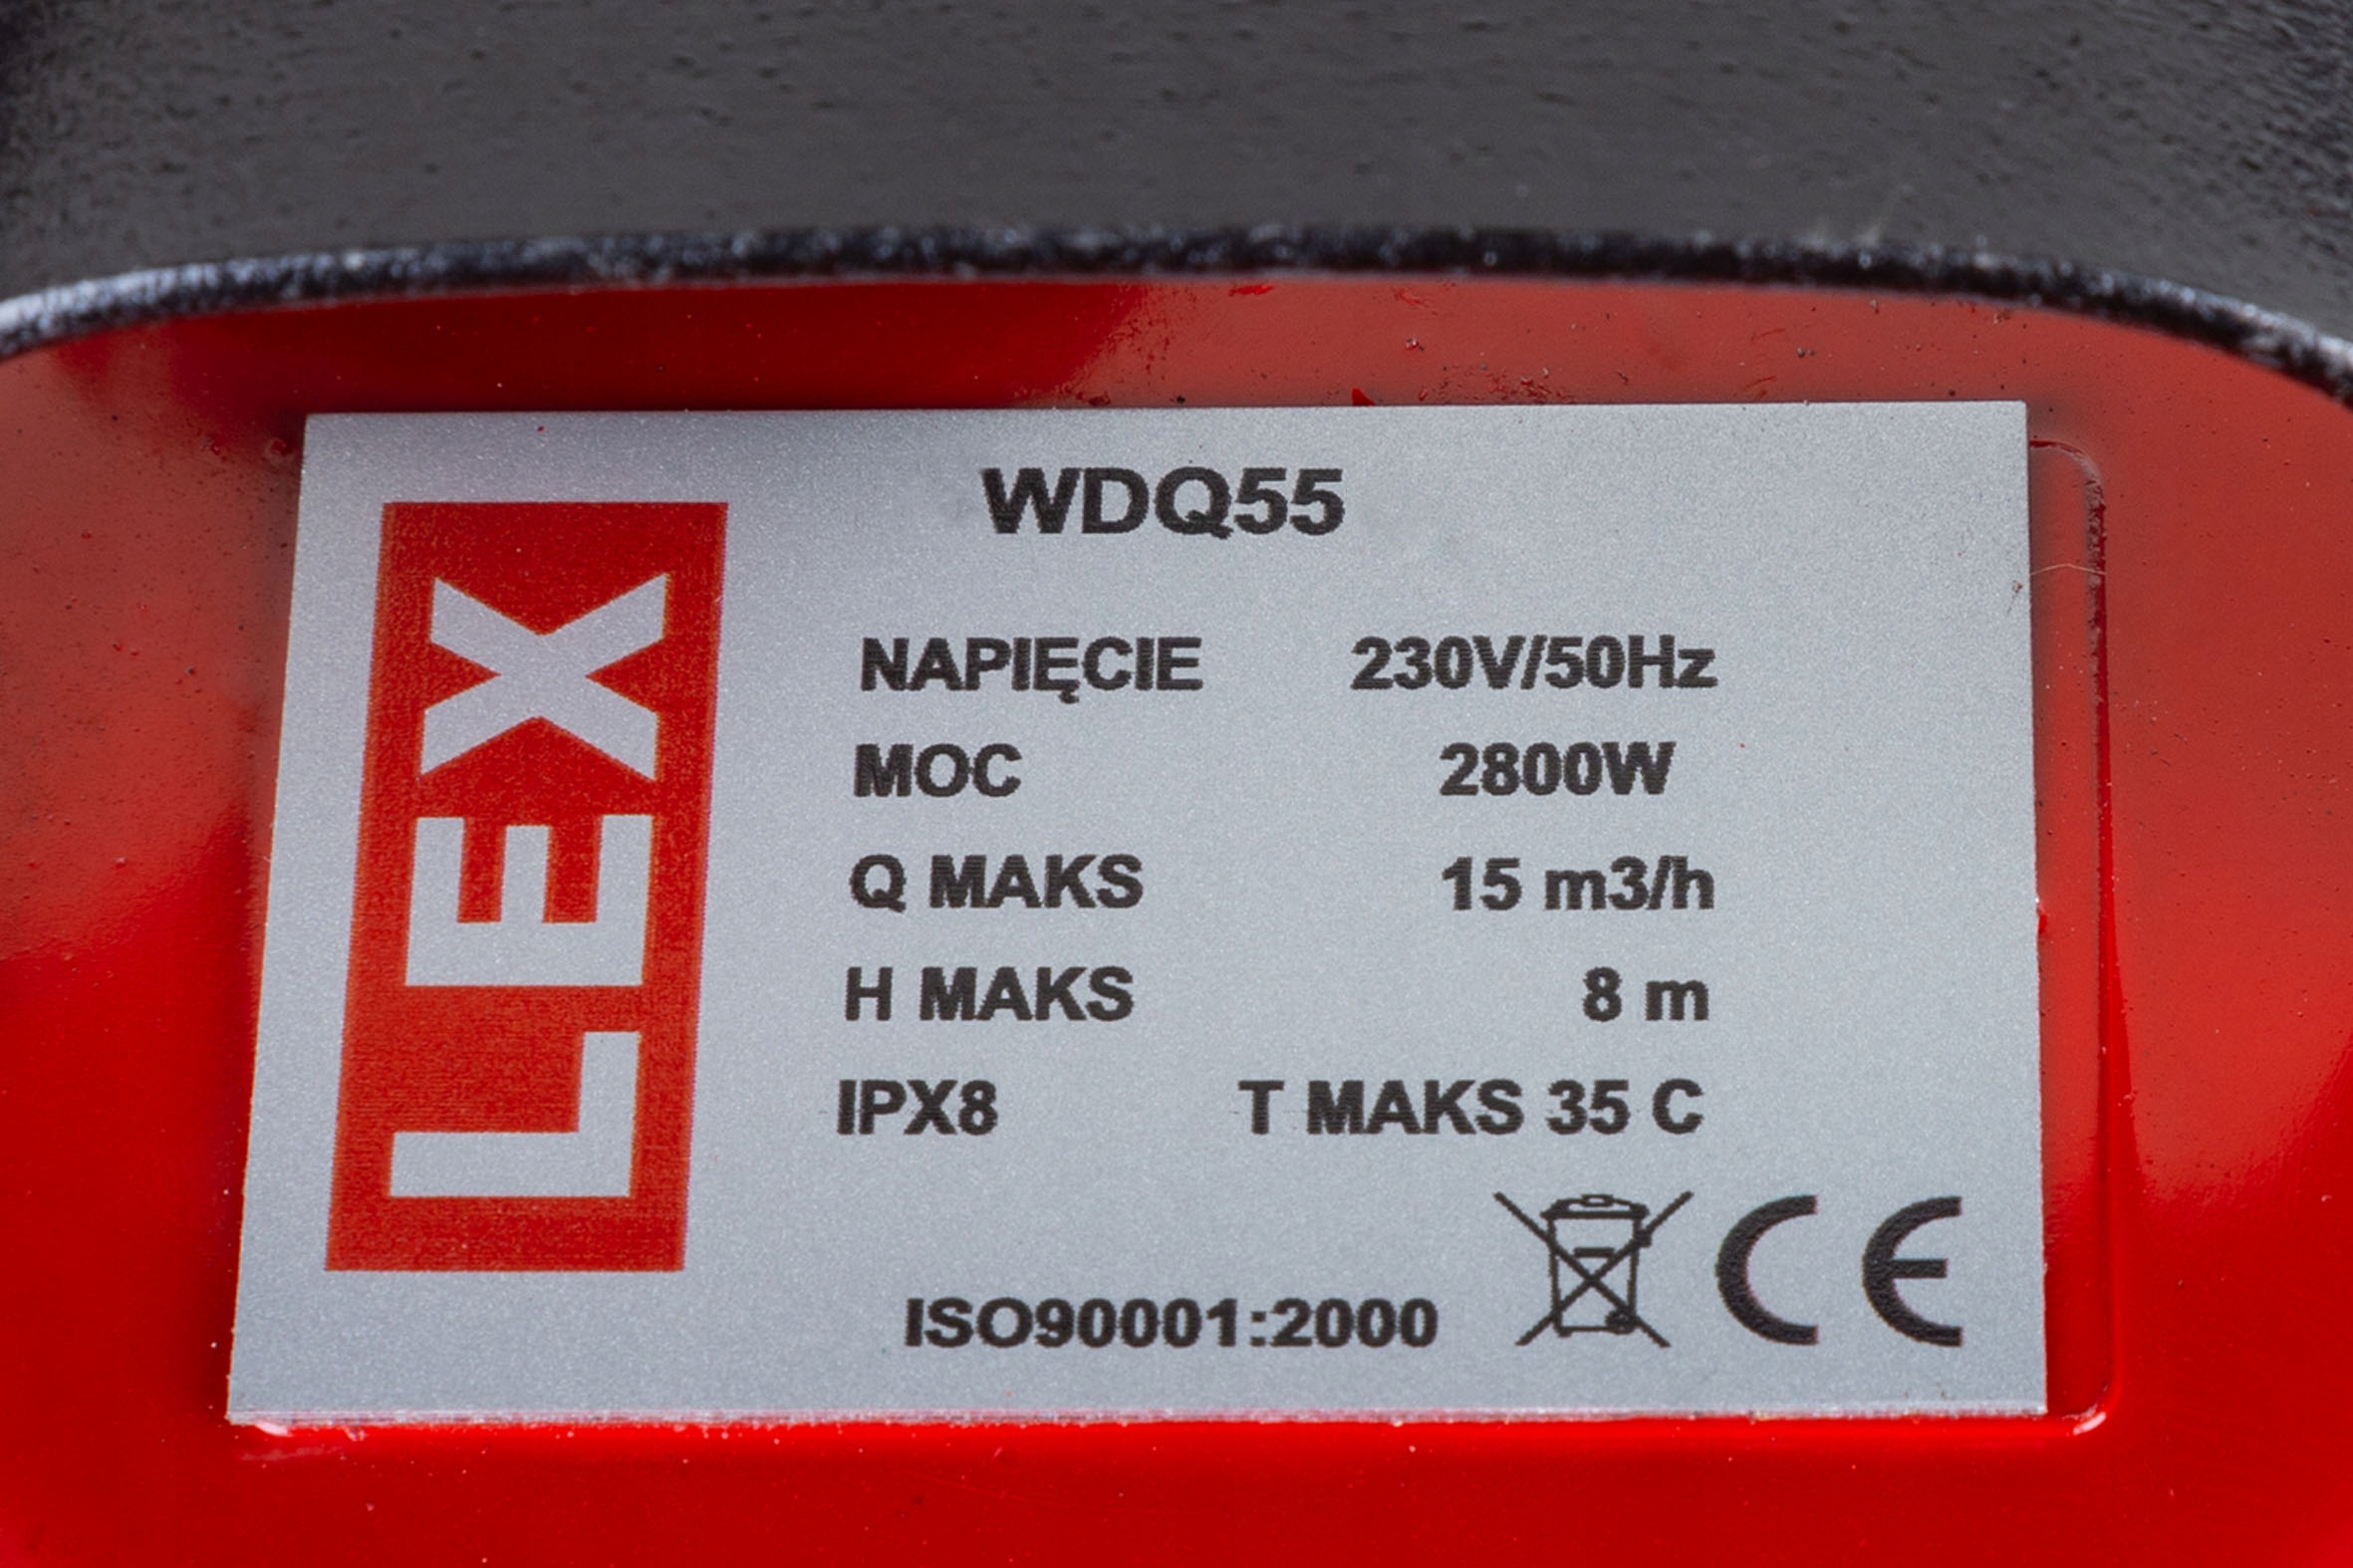 LEX
WDQ55
NAPIĘCIE 230V/50Hz
MOC 2800W
Q MAKS 15 m3/h
H MAKS 8 m
IPX8 T MAKS 35 C
ISO90001:2000 CE